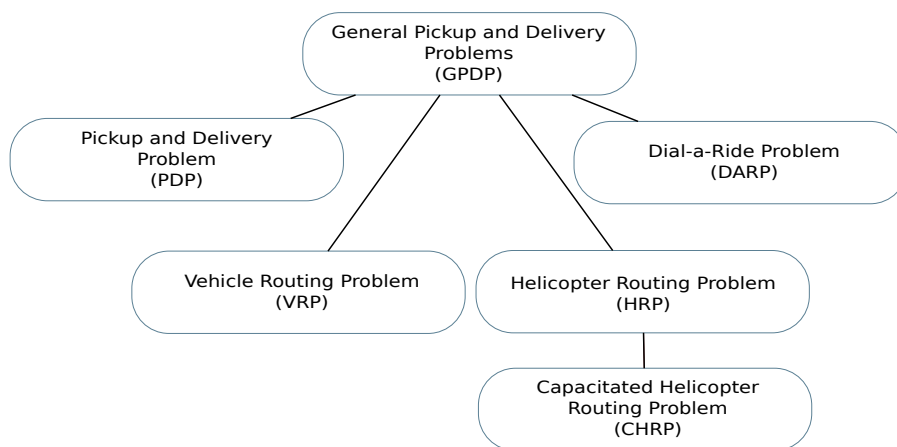 General Pickup and Delivery
Problems
(GPDP)
Pickup and Delivery
Problem
(PDP)
Dial-a-Ride Problem
(DARP)
Vehicle Routing Problem
(VRP)
Helicopter Routing Problem
(HRP)
Capacitated Helicopter
Routing Problem
(CHRP)